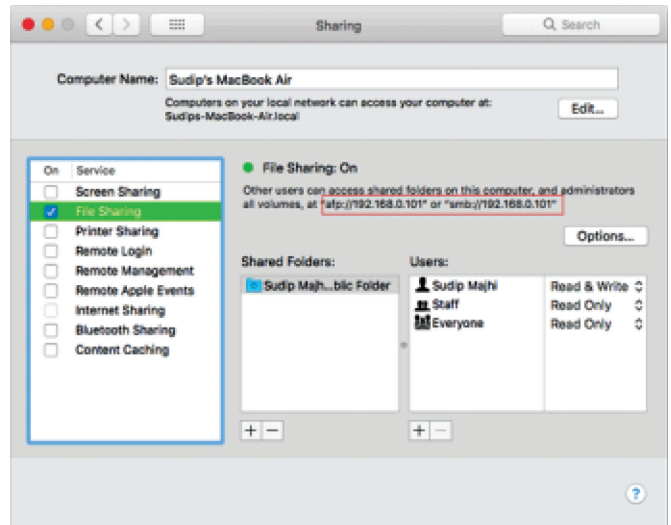 Sharing
Search
Computer Name: Sudip's MacBook Air
Computers on your local network can access your computer at:
Sudips-MacBook-Air.local
Edit...
On Service
Screen Sharing
File Sharing
Printer Sharing
Remote Login
Remote Management
Remote Apple Events
Internet Sharing
Bluetooth Sharing
Content Caching
File Sharing: On
Other users can access shared folders on this computer, and administrators
all volumes, at "afp://192.168.0.101" or "smb://192.168.0.101"
Options...
Shared Folders:
Sudip Majh...blic Folder
Users:
Sudip Majhi Read & Write
Staff Read Only
Everyone Read Only